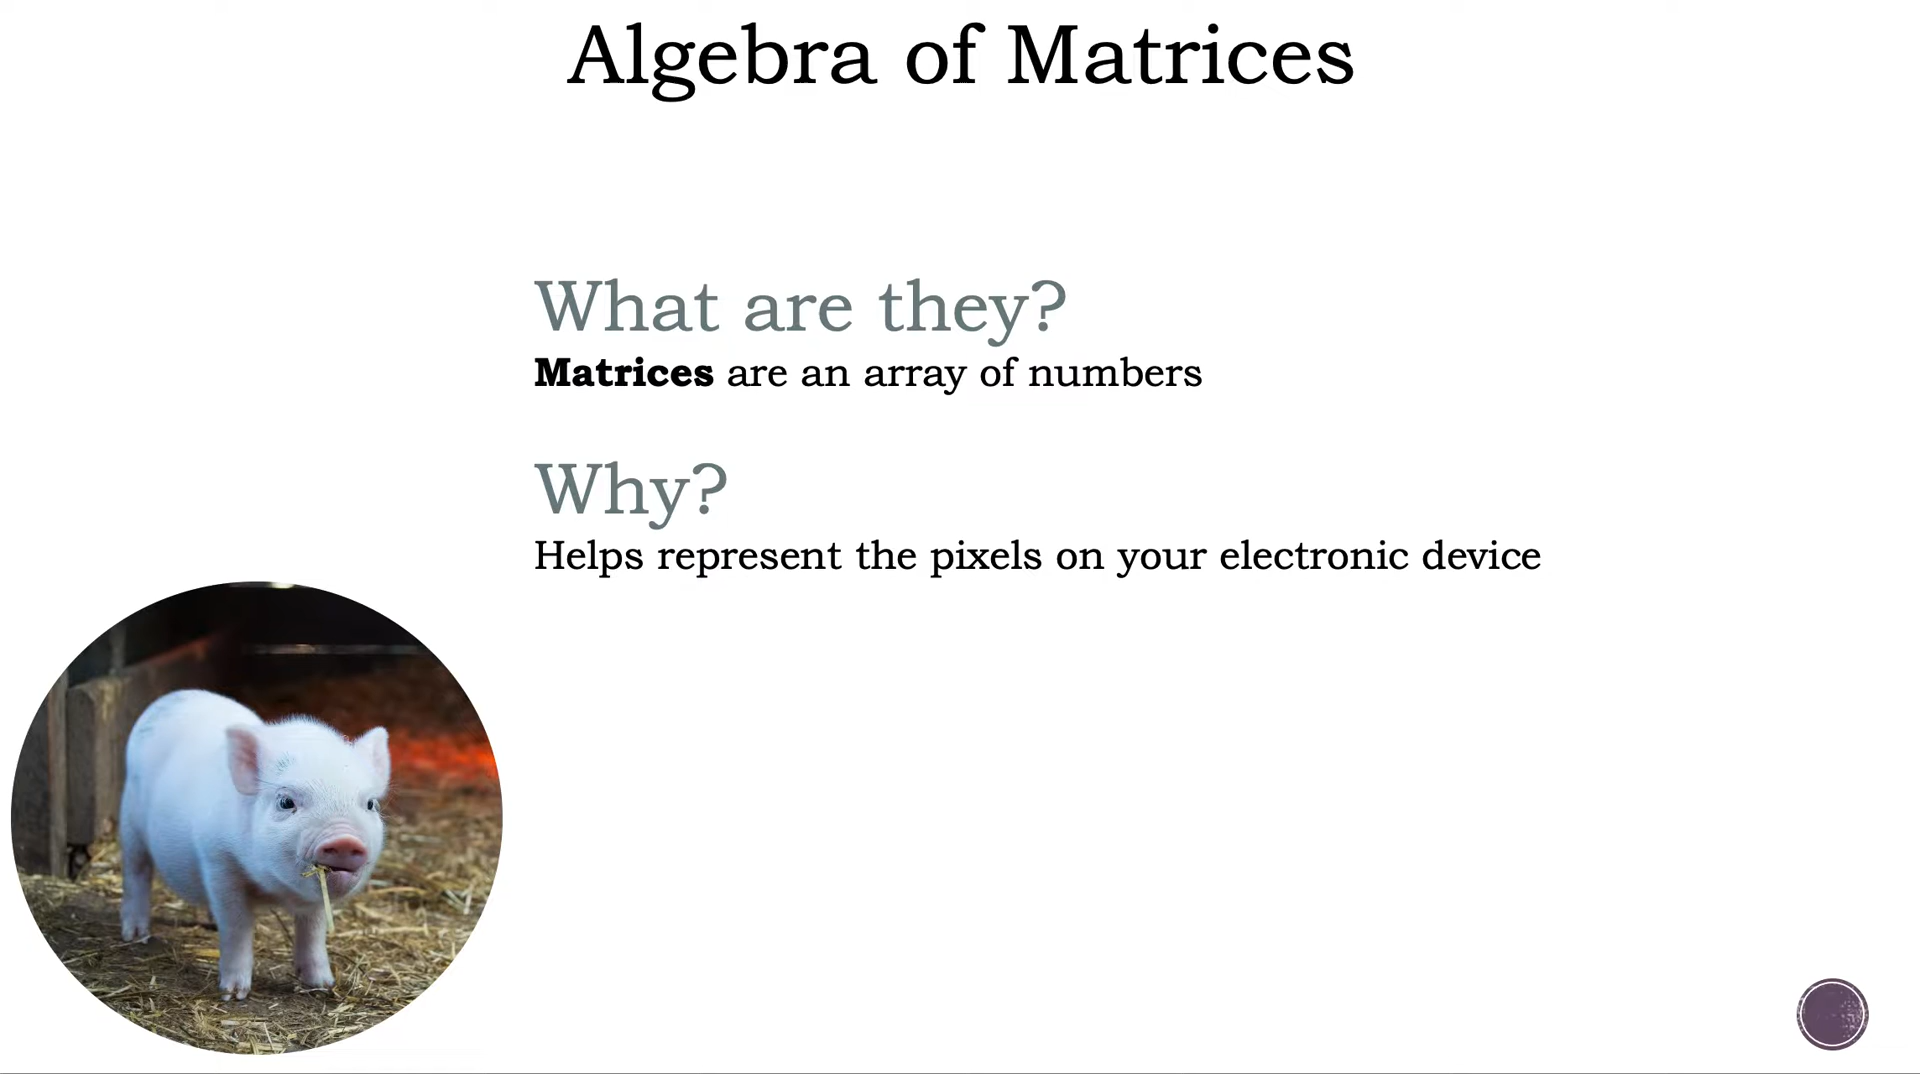 Algebra of Matrices
What are they?
Matrices are an array of numbers
Why?
Helps represent the pixels on your electronic device